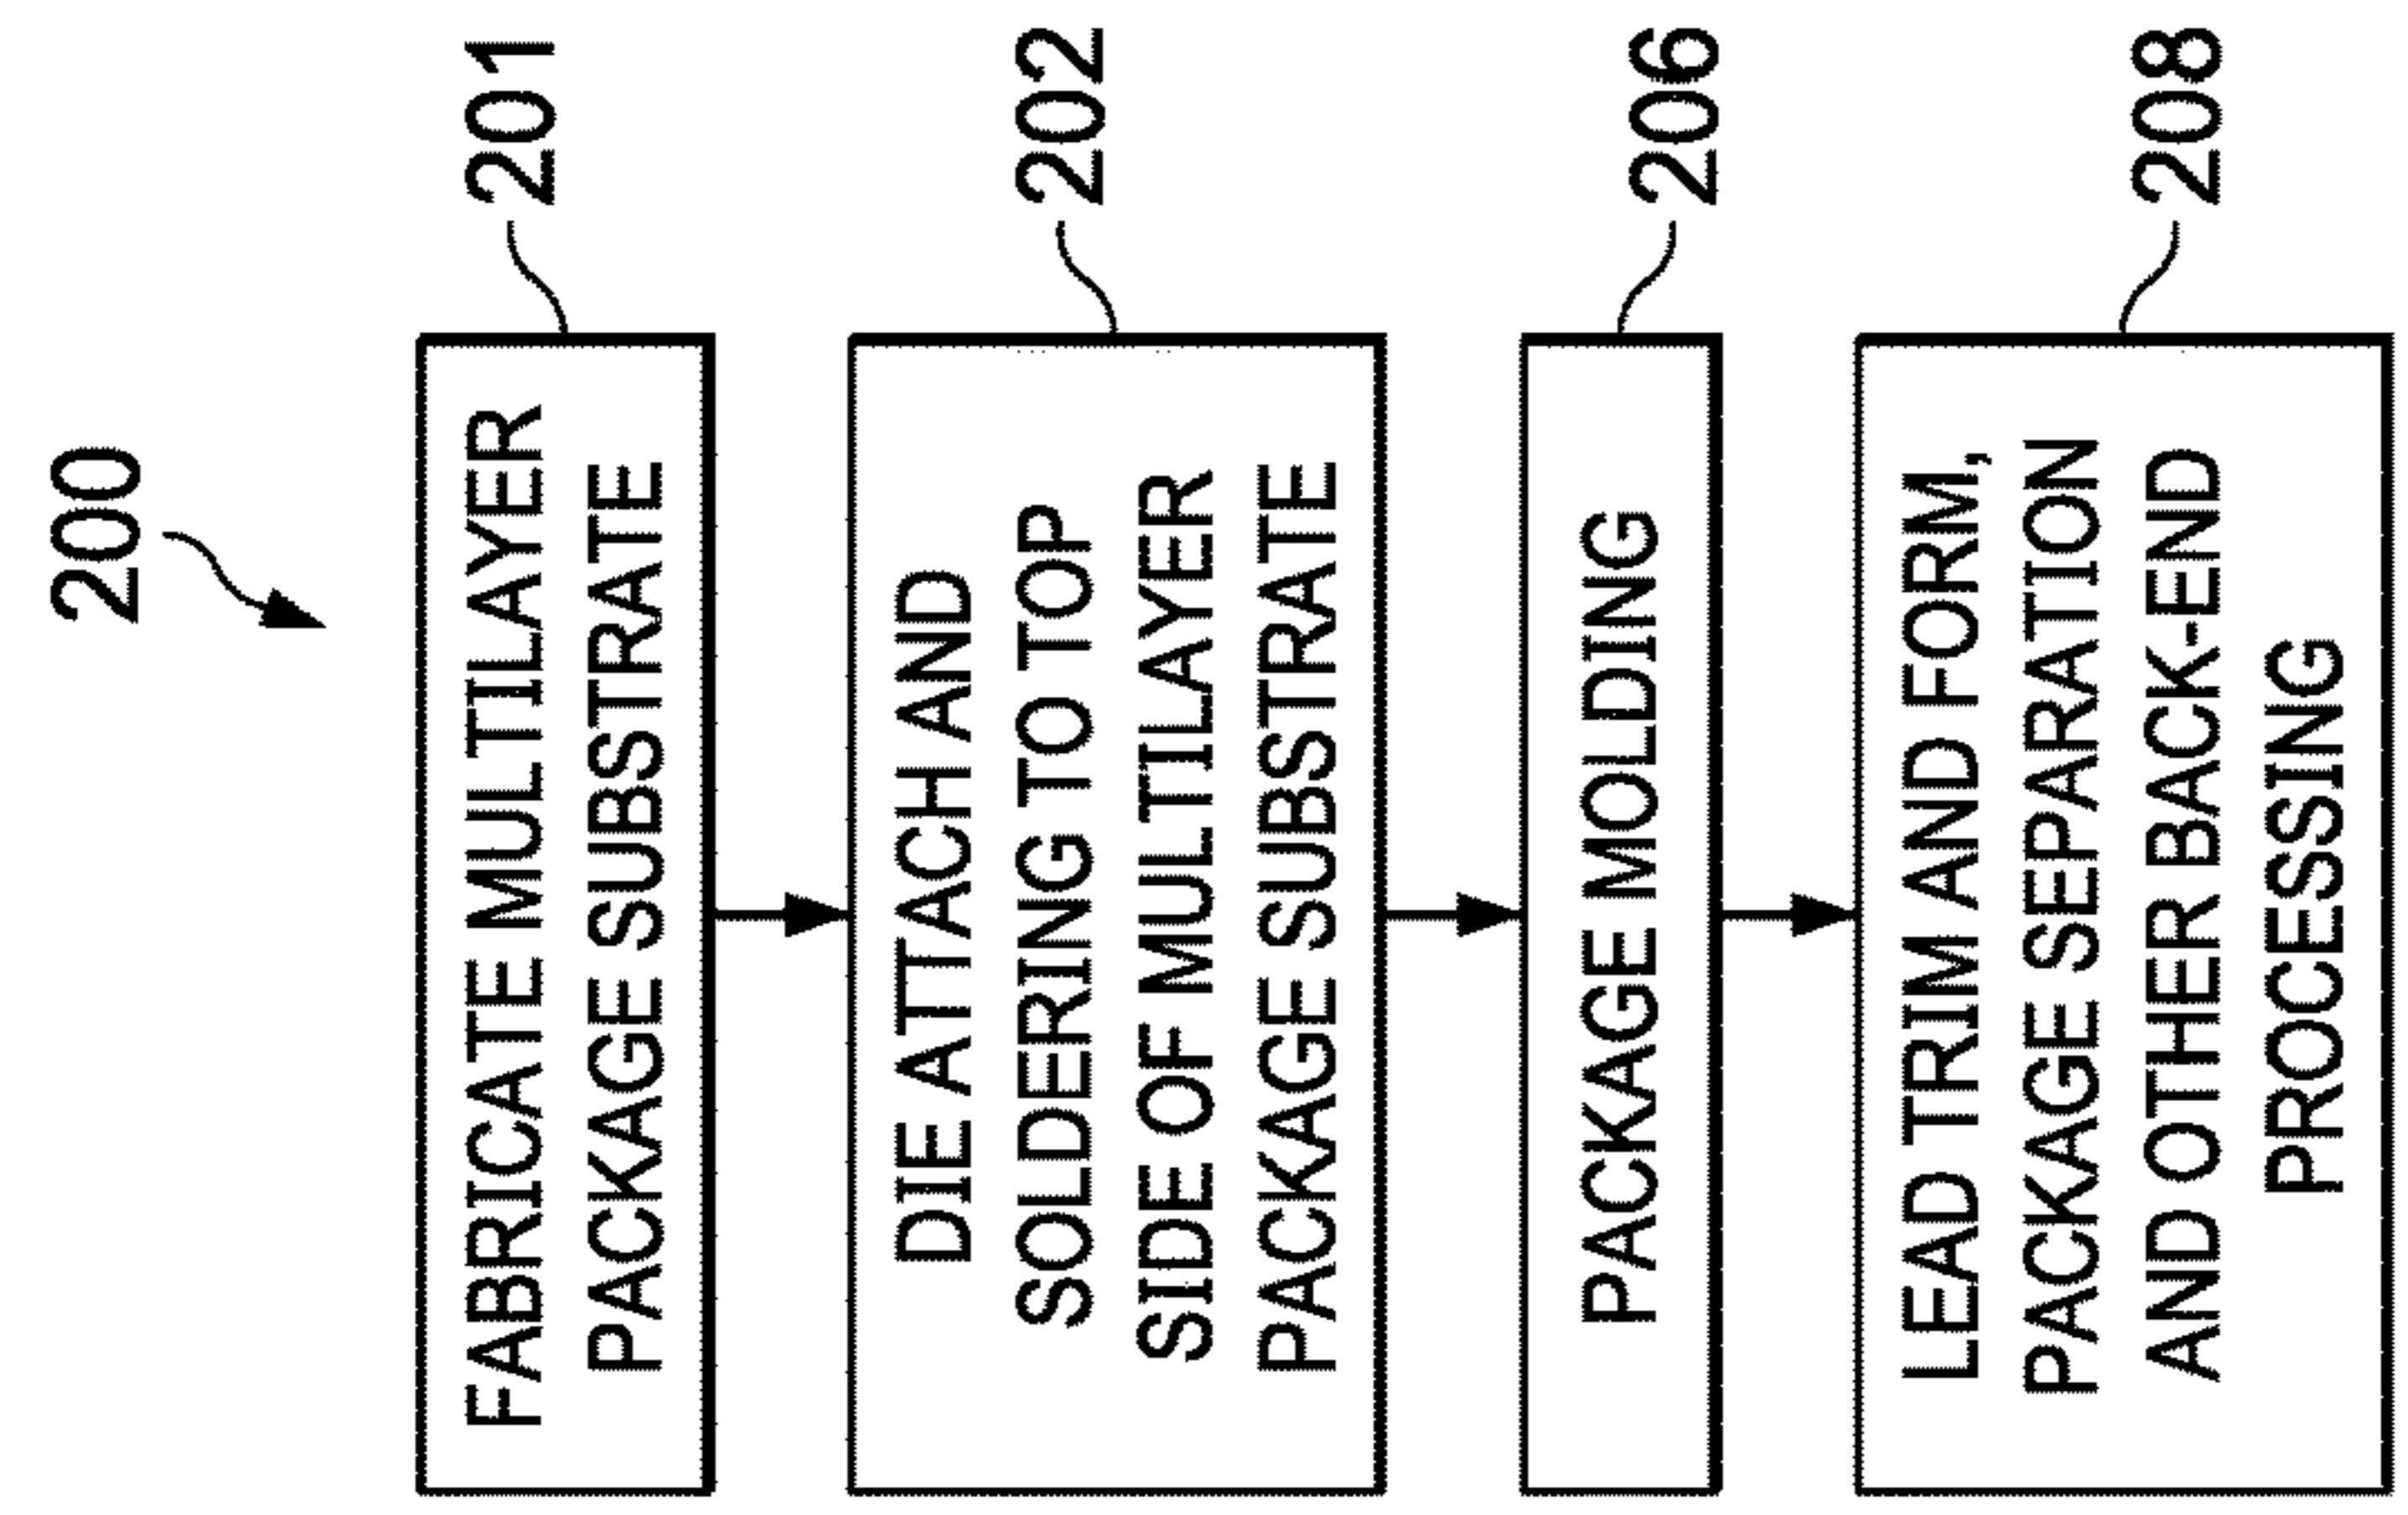 200
201
FABRICATE MULTILAYER
PACKAGE SUBSTRATE
202
DIE ATTACH AND
SOLDERING TO TOP
SIDE OF MULTILAYER
PACKAGE SUBSTRATE
206
PACKAGE MOLDING
208
LEAD TRIM AND FORM,
PACKAGE SEPARATION
AND OTHER BACK-END
PROCESSING